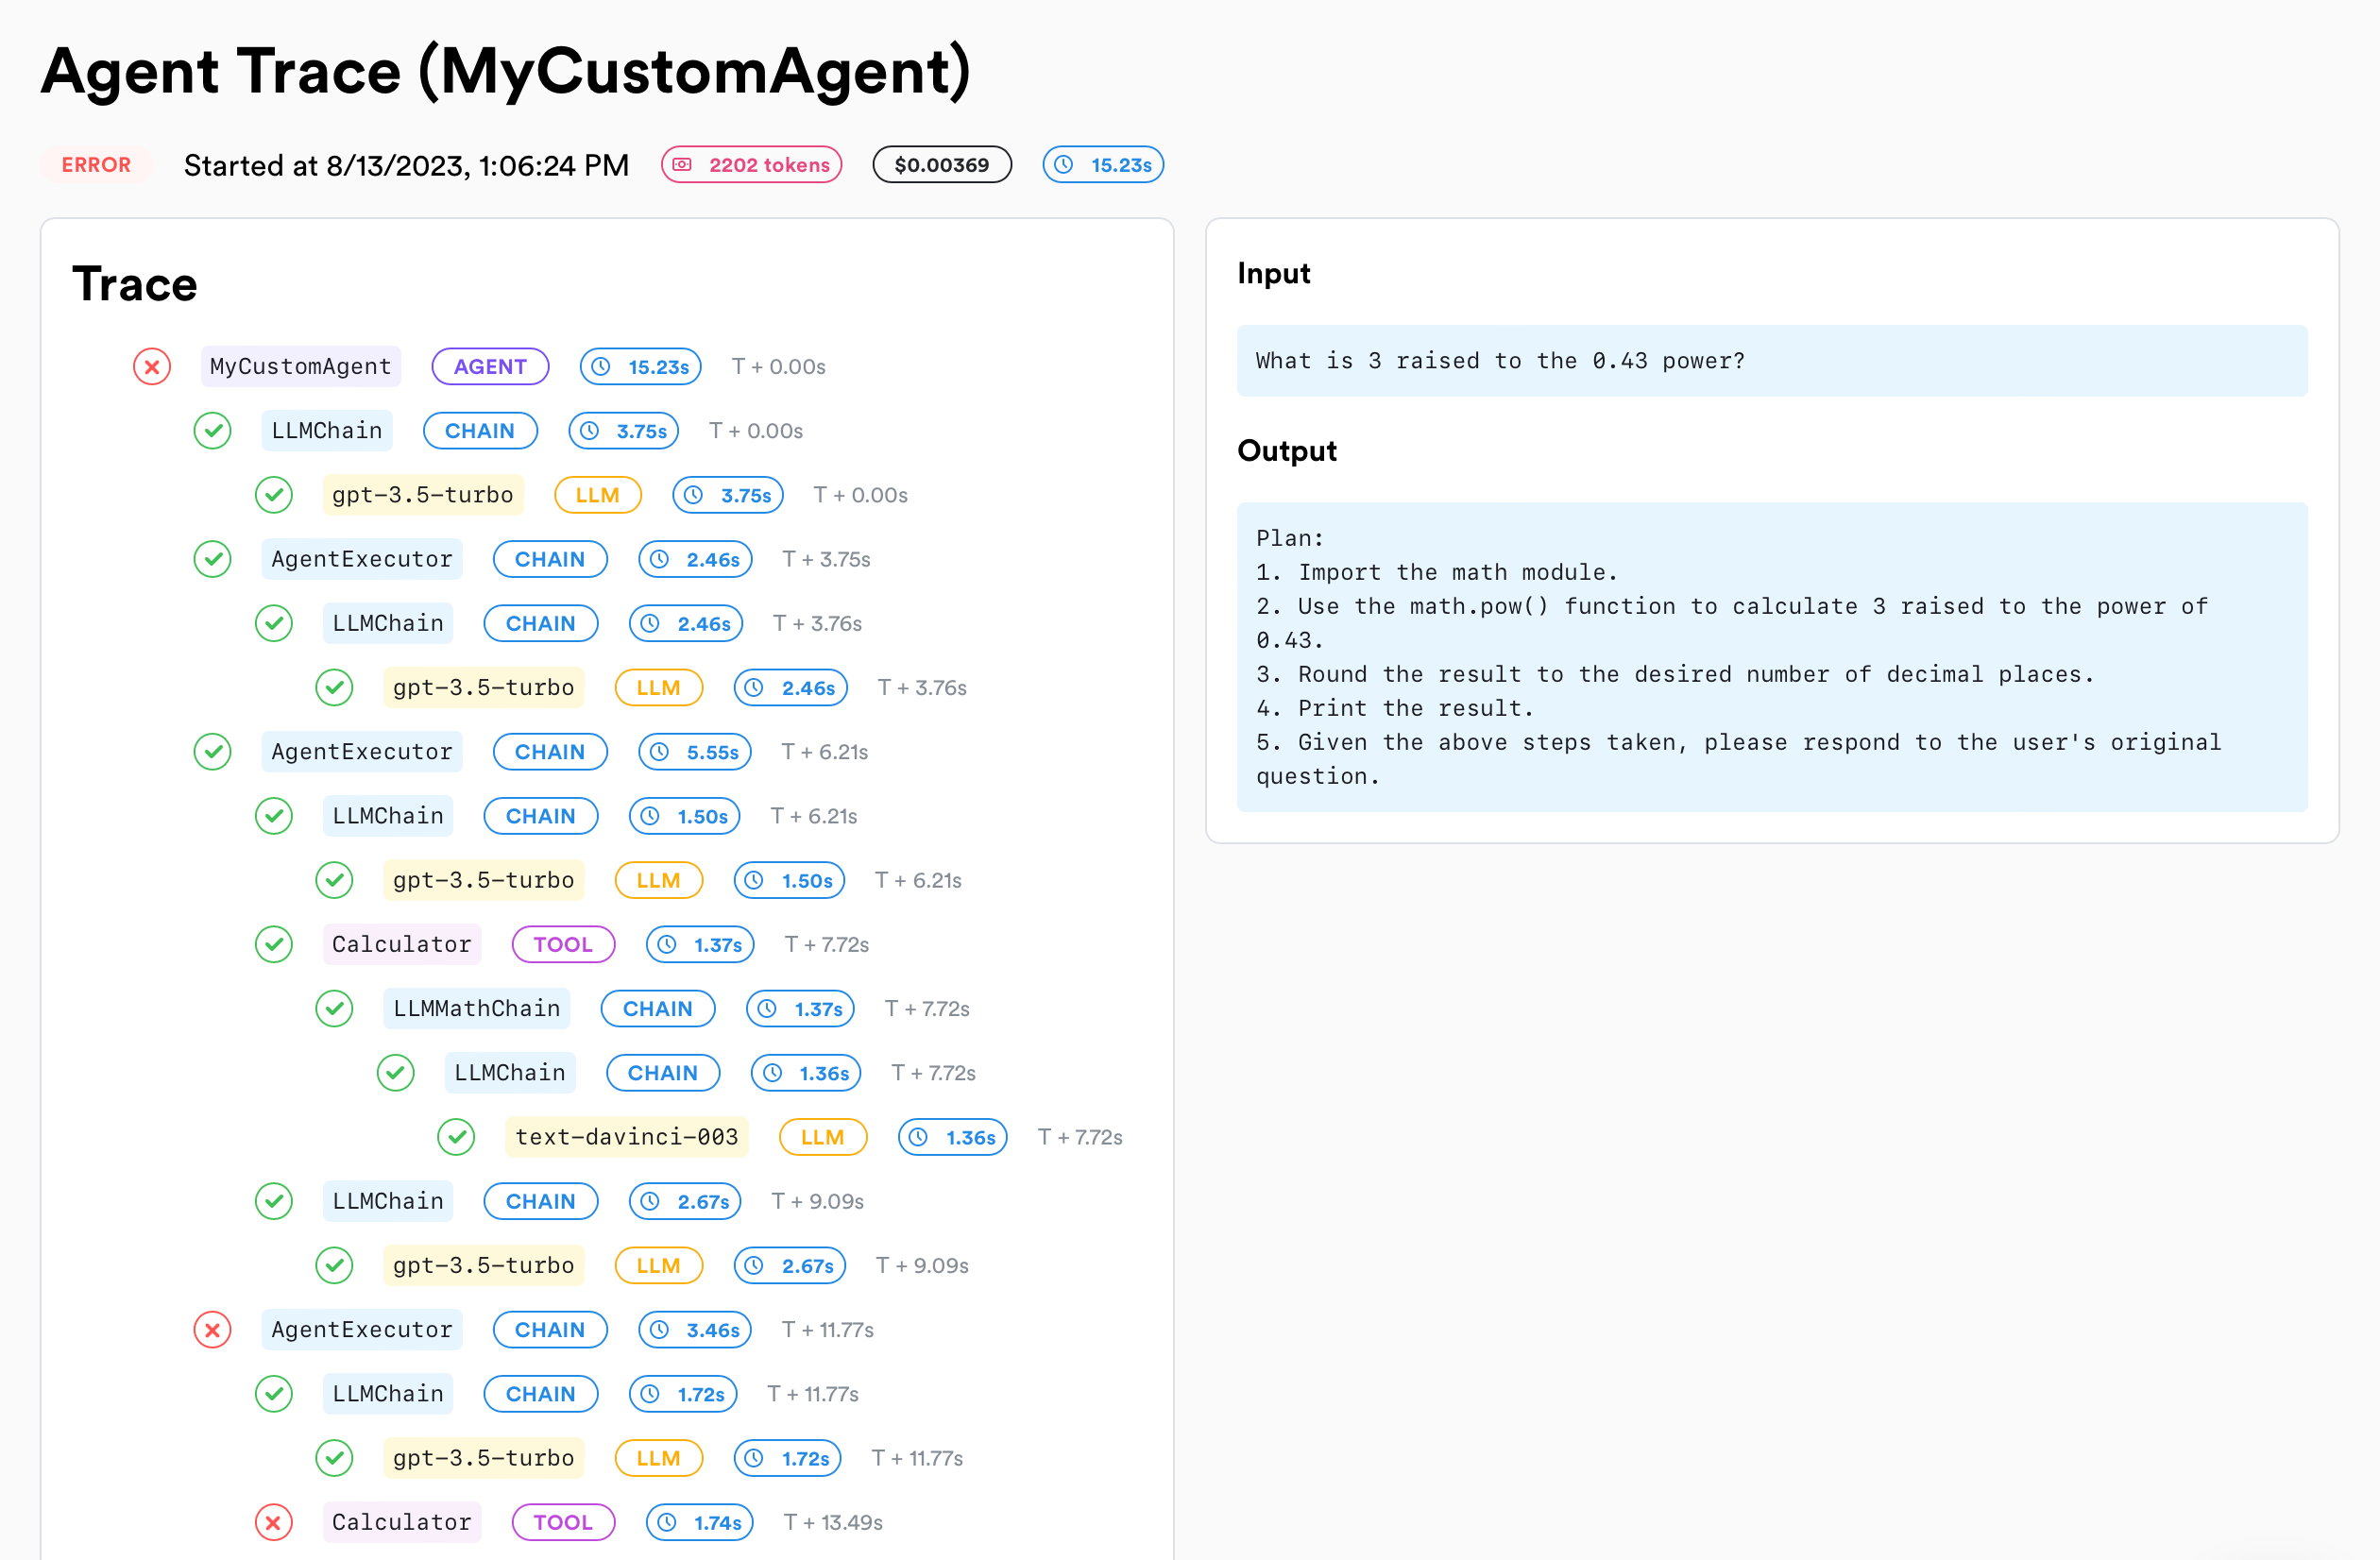 Agent Trace (MyCustomAgent)
ERROR Started at 8/13/2023, 1:06:24 PM 2202 tokens $0.00369 15.23s
Trace
MyCustomAgent AGENT 15.23s T + 0.00s
LLMChain CHAIN 3.75s T + 0.00s
gpt-3.5-turbo LLM 3.75s T + 0.00s
AgentExecutor CHAIN 2.46s T + 3.75s
LLMChain CHAIN 2.46s T + 3.76s
gpt-3.5-turbo LLM 2.46s T + 3.76s
AgentExecutor CHAIN 5.55s T + 6.21s
LLMChain CHAIN 1.50s T + 6.21s
gpt-3.5-turbo LLM 1.50s T + 6.21s
Calculator TOOL 1.37s T + 7.72s
LLMMathChain CHAIN 1.37s T + 7.72s
LLMChain CHAIN 1.36s T + 7.72s
text-davinci-003 LLM 1.36s T + 7.72s
LLMChain CHAIN 2.67s T + 9.09s
gpt-3.5-turbo LLM 2.67s T + 9.09s
AgentExecutor CHAIN 3.46s T + 11.77s
LLMChain CHAIN 1.72s T + 11.77s
gpt-3.5-turbo LLM 1.72s T + 11.77s
Calculator TOOL 1.74s T + 13.49s
Input
What is 3 raised to the 0.43 power?
Output
Plan:
1. Import the math module.
2. Use the math.pow() function to calculate 3 raised to the power of
0.43.
3. Round the result to the desired number of decimal places.
4. Print the result.
5. Given the above steps taken, please respond to the user's original
question.